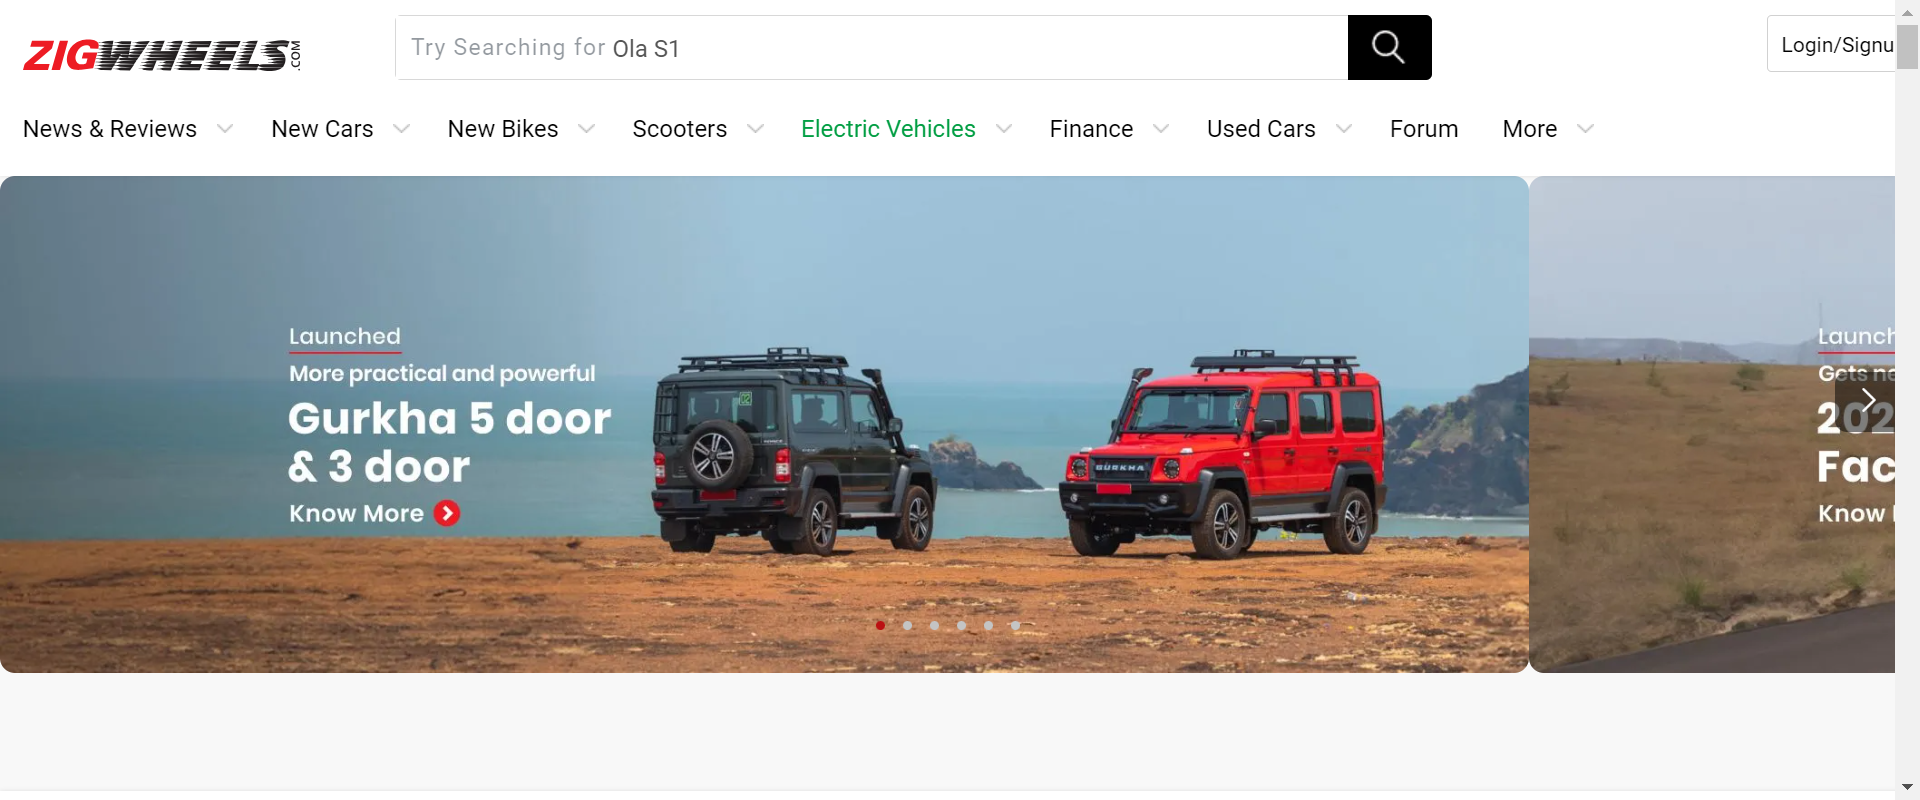 ZIGWHEELS.COM
Try Searching for Ola S1
Login/Signu
News & Reviews
New Cars
New Bikes
Scooters
Electric Vehicles
Finance
Used Cars
Forum
More
Launched
More practical and powerful
Gurkha 5 door
& 3 door
Know More
GURKHA
Launch
Gets ne
202
Fac
Know